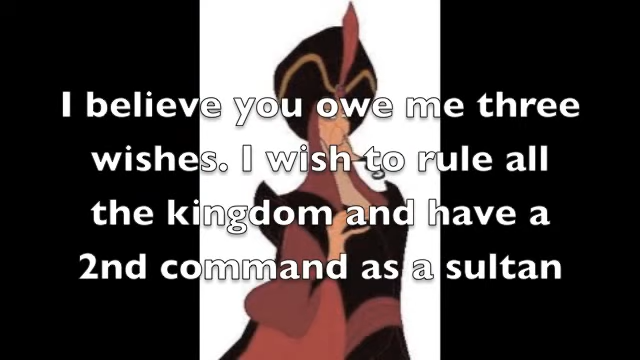 I believe you owe me three
wishes. I wish to rule all
the kingdom and have a
2nd command as a sultan